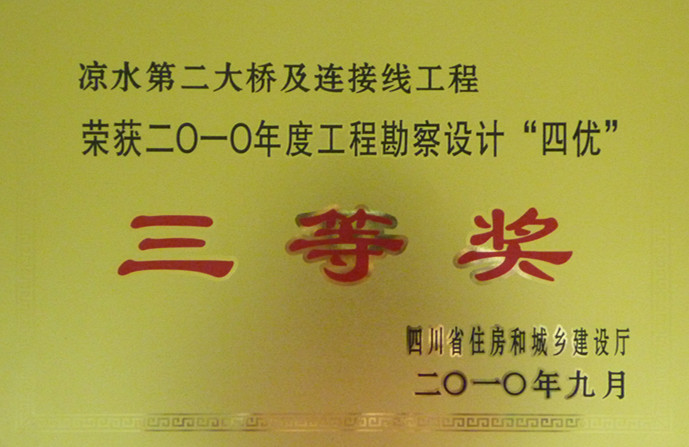 凉水第二大桥及连接线工程
荣获二〇一〇年度工程勘察设计“四优”
三等奖
四川省住房和城乡建设厅
二〇一〇年九月